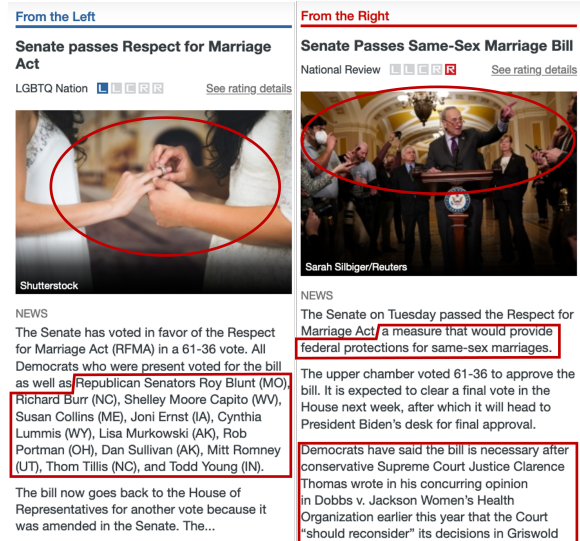 From the Left
Senate passes Respect for Marriage
Act
LGBTQ Nation L L C R R See rating details
Shutterstock
NEWS
The Senate has voted in favor of the Respect
for Marriage Act (RFMA) in a 61-36 vote. All
Democrats who were present voted for the bill
as well as Republican Senators Roy Blunt (MO),
Richard Burr (NC), Shelley Moore Capito (WV),
Susan Collins (ME), Joni Ernst (IA), Cynthia
Lummis (WY), Lisa Murkowski (AK), Rob
Portman (OH), Dan Sullivan (AK), Mitt Romney
(UT), Thom Tillis (NC), and Todd Young (IN).
The bill now goes back to the House of
Representatives for another vote because it
was amended in the Senate. The...
From the Right
Senate Passes Same-Sex Marriage Bill
National Review L L C R R See rating details
Sarah Silbiger/Reuters
NEWS
The Senate on Tuesday passed the Respect for
Marriage Act, a measure that would provide
federal protections for same-sex marriages.
The upper chamber voted 61-36 to approve the
bill. It is expected to clear a final vote in the
House next week, after which it will head to
President Biden's desk for final approval.
Democrats have said the bill is necessary after
conservative Supreme Court Justice Clarence
Thomas wrote in his concurring opinion
in Dobbs v. Jackson Women's Health
Organization earlier this year that the Court
"should reconsider" its decisions in Griswold